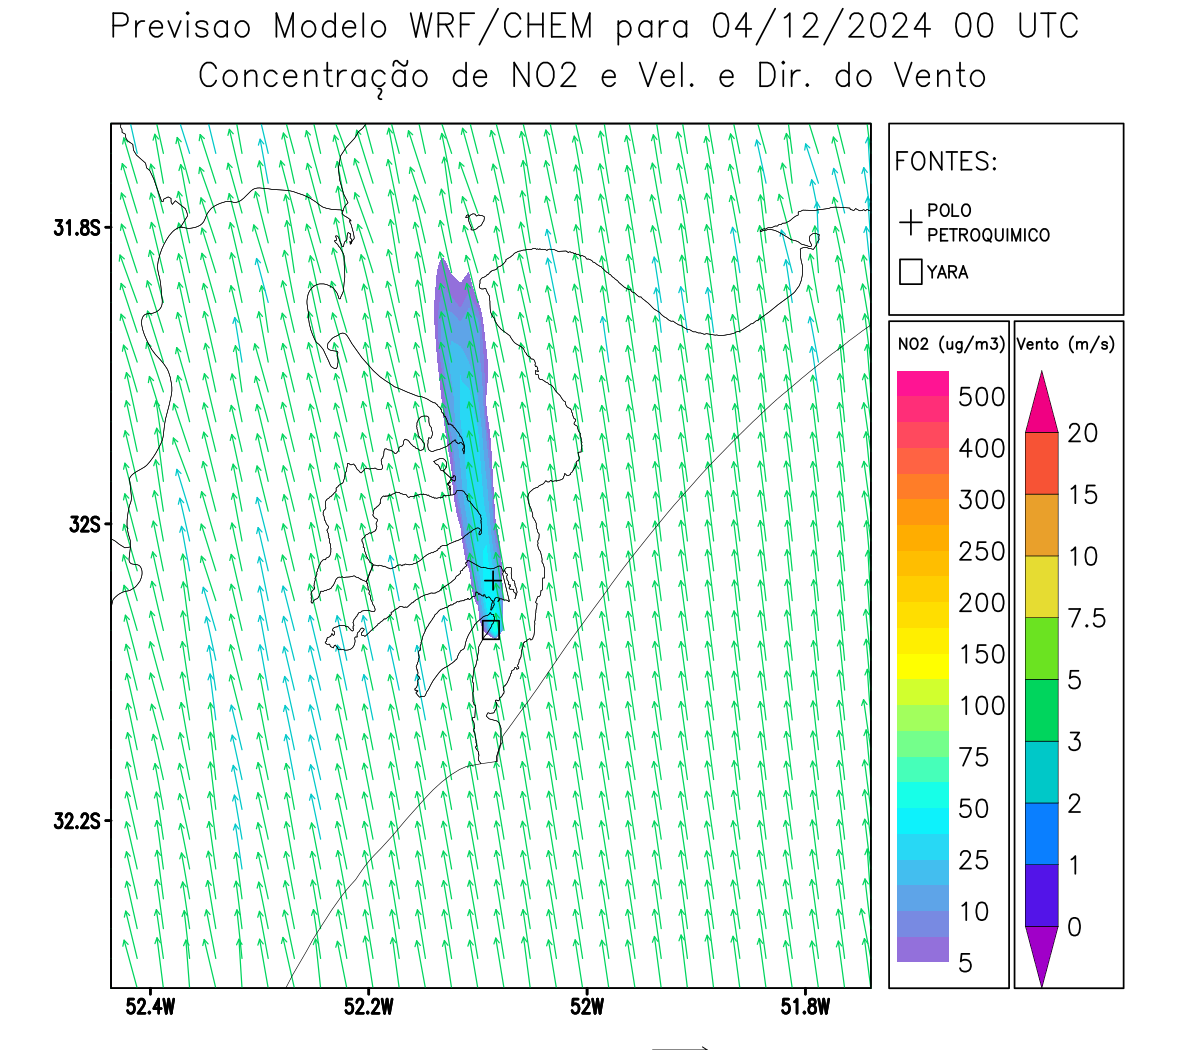 Previsao Modelo WRF/CHEM para 04/12/2024 00 UTC
Concentração de NO2 e Vel. e Dir. do Vento
31.8S
32S
32.2S
52.4W
52.2W
52W
51.8W
FONTES:
POLO
PETROQUIMICO
YARA
NO2 (ug/m3)
500
400
300
250
200
150
100
75
50
25
10
5
Vento (m/s)
20
15
10
7.5
5
3
2
1
0